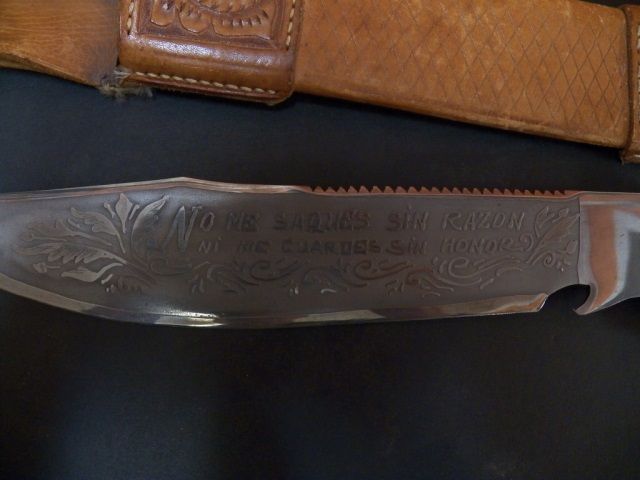 NO ME SAQUES SIN RAZON
NI ME GUARDES SIN HONOR